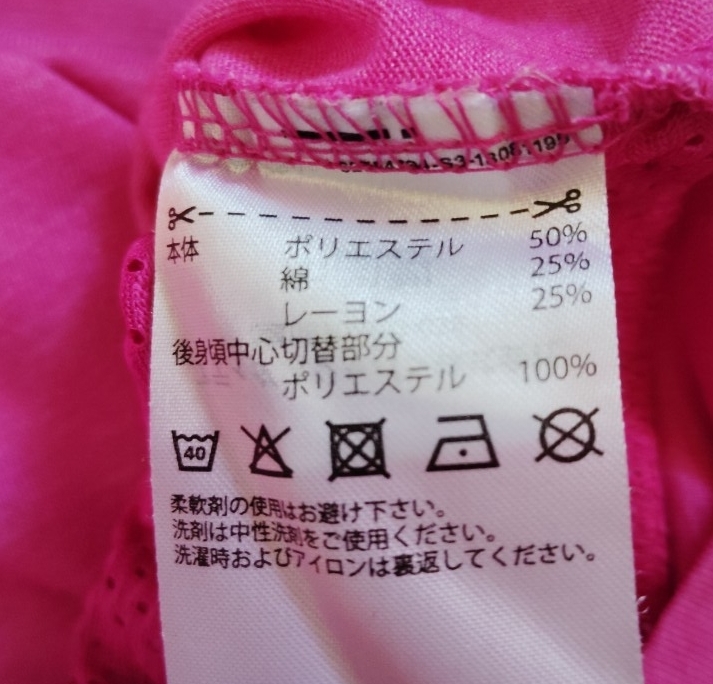 本体 ポリエステル 50%
綿 25%
レーヨン 25%
後身頃中心切替部分
ポリエステル 100%
40
柔軟剤の使用はお避け下さい。
洗剤は中性洗剤をご使用ください。
洗濯時およびアイロンは裏返してください。